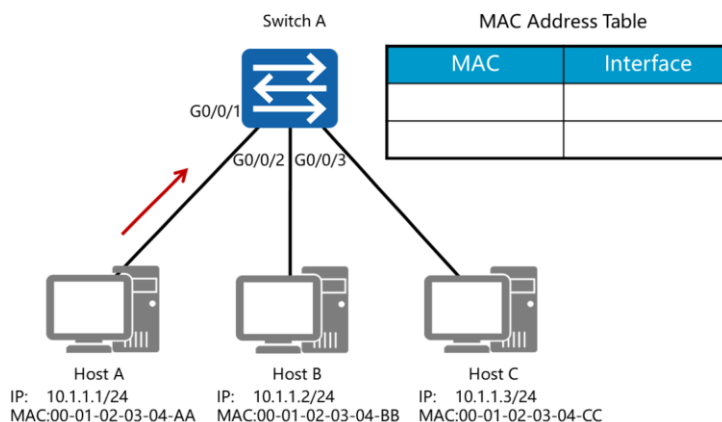 Switch A
MAC Address Table
MAC Interface
G0/0/1
G0/0/2 G0/0/3
Host A
IP: 10.1.1.1/24
MAC:00-01-02-03-04-AA
Host B
IP: 10.1.1.2/24
MAC:00-01-02-03-04-BB
Host C
IP: 10.1.1.3/24
MAC:00-01-02-03-04-CC